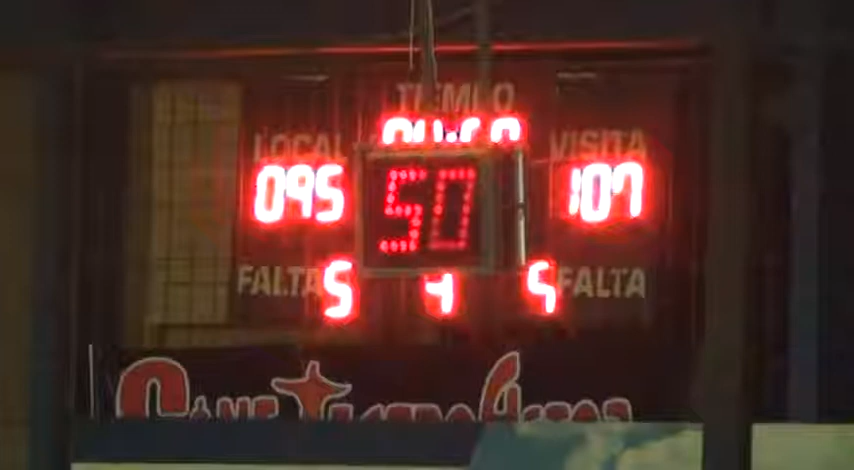 TIEMPO
LOCAL VISITA
095 50 107
FALTA 5 4 5 FALTA